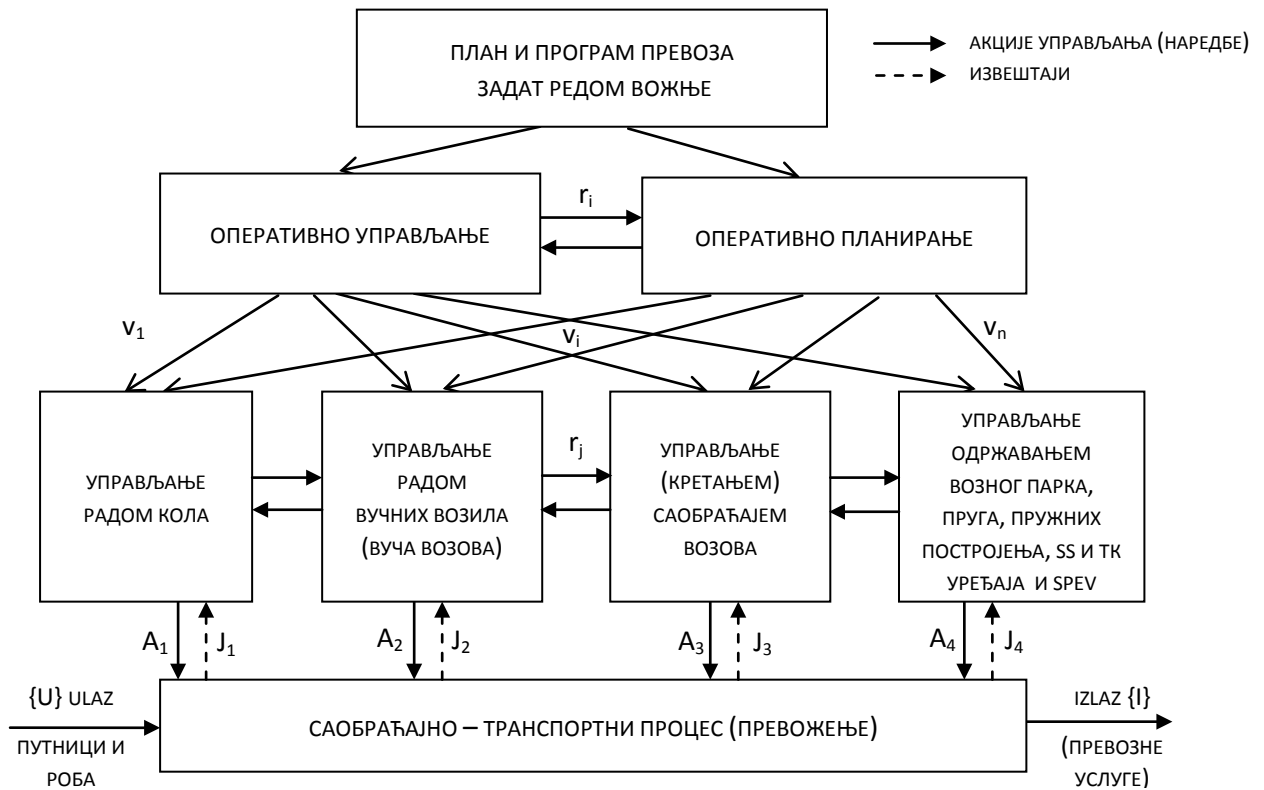 ПЛАН И ПРОГРАМ ПРЕВОЗА
ЗАДАТ РЕДОМ ВОЖЊЕ
АКЦИЈЕ УПРАВЉАЊА (НАРЕДБЕ)
ИЗВЕШТАЈИ
ОПЕРАТИВНО УПРАВЉАЊЕ
rᵢ
ОПЕРАТИВНО ПЛАНИРАЊЕ
v₁
vᵢ
vₙ
УПРАВЉАЊЕ
РАДОМ КОЛА
УПРАВЉАЊЕ
РАДОМ
ВУЧНИХ ВОЗИЛА
(ВУЧА ВОЗОВА)
rⱼ
УПРАВЉАЊЕ
(КРЕТАЊЕМ)
САОБРАЋАЈЕМ
ВОЗОВА
УПРАВЉАЊЕ
ОДРЖАВАЊЕМ
ВОЗНОГ ПАРКА,
ПРУГА, ПРУЖНИХ
ПОСТРОЈЕЊА, SS И ТК
УРЕЂАЈА И SPEV
A₁ J₁
A₂ J₂
A₃ J₃
A₄ J₄
{U} ULAZ
ПУТНИЦИ И
РОБА
САОБРАЋАЈНО – ТРАНСПОРТНИ ПРОЦЕС (ПРЕВОЖЕЊЕ)
IZLAZ {I}
(ПРЕВОЗНЕ
УСЛУГЕ)